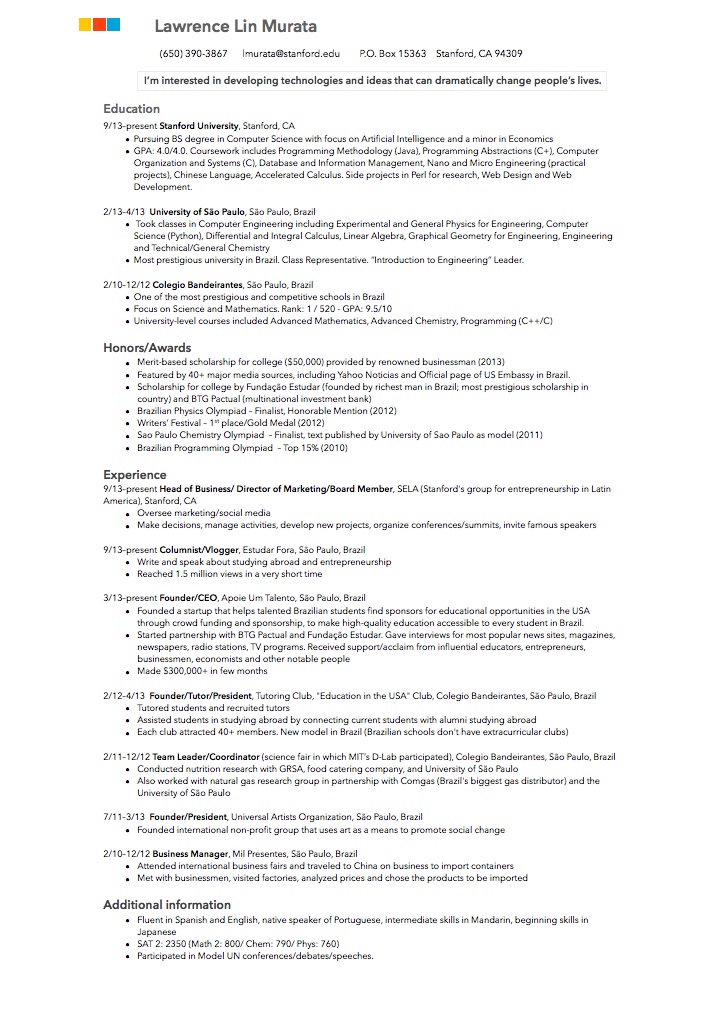 Lawrence Lin Murata
(650) 390-3867 lmurata@stanford.edu P.O. Box 15363 Stanford, CA 94309
I'm interested in developing technologies and ideas that can dramatically change people's lives.
Education
9/13-present Stanford University, Stanford, CA
• Pursuing BS degree in Computer Science with focus on Artificial Intelligence and a minor in Economics
• GPA: 4.0/4.0. Coursework includes Programming Methodology (Java), Programming Abstractions (C+), Computer
Organization and Systems (C), Database and Information Management, Nano and Micro Engineering (practical
projects), Chinese Language, Accelerated Calculus. Side projects in Perl for research, Web Design and Web
Development.
2/13-4/13 University of São Paulo, São Paulo, Brazil
• Took classes in Computer Engineering including Experimental and General Physics for Engineering, Computer
Science (Python), Differential and Integral Calculus, Linear Algebra, Graphical Geometry for Engineering, Engineering
and Technical/General Chemistry
• Most prestigious university in Brazil. Class Representative. "Introduction to Engineering" Leader.
2/10-12/12 Colegio Bandeirantes, São Paulo, Brazil
• One of the most prestigious and competitive schools in Brazil
• Focus on Science and Mathematics. Rank: 1 / 520 - GPA: 9.5/10
• University-level courses included Advanced Mathematics, Advanced Chemistry, Programming (C++/C)
Honors/Awards
• Merit-based scholarship for college ($50,000) provided by renowned businessman (2013)
• Featured by 40+ major media sources, including Yahoo Noticias and Official page of US Embassy in Brazil.
• Scholarship for college by Fundação Estudar (founded by richest man in Brazil; most prestigious scholarship in
country) and BTG Pactual (multinational investment bank)
• Brazilian Physics Olympiad – Finalist, Honorable Mention (2012)
• Writers' Festival – 1st place/Gold Medal (2012)
• Sao Paulo Chemistry Olympiad – Finalist, text published by University of Sao Paulo as model (2011)
• Brazilian Programming Olympiad – Top 15% (2010)
Experience
9/13-present Head of Business/ Director of Marketing/Board Member, SELA (Stanford's group for entrepreneurship in Latin
America), Stanford, CA
• Oversee marketing/social media
• Make decisions, manage activities, develop new projects, organize conferences/summits, invite famous speakers
9/13-present Columnist/Vlogger, Estudar Fora, São Paulo, Brazil
• Write and speak about studying abroad and entrepreneurship
• Reached 1.5 million views in a very short time
3/13-present Founder/CEO, Apoie Um Talento, São Paulo, Brazil
• Founded a startup that helps talented Brazilian students find sponsors for educational opportunities in the USA
through crowd funding and sponsorship, to make high-quality education accessible to every student in Brazil.
• Started partnership with BTG Pactual and Fundação Estudar. Gave interviews for most popular news sites, magazines,
newspapers, radio stations, TV programs. Received support/acclaim from influential educators, entrepreneurs,
businessmen, economists and other notable people
• Made $300,000+ in few months
2/12-4/13 Founder/Tutor/President, Tutoring Club, "Education in the USA" Club, Colegio Bandeirantes, São Paulo, Brazil
• Tutored students and recruited tutors
• Assisted students in studying abroad by connecting current students with alumni studying abroad
• Each club attracted 40+ members. New model in Brazil (Brazilian schools don't have extracurricular clubs)
2/11-12/12 Team Leader/Coordinator (science fair in which MIT's D-Lab participated), Colegio Bandeirantes, São Paulo, Brazil
• Conducted nutrition research with GRSA, food catering company, and University of São Paulo
• Also worked with natural gas research group in partnership with Comgas (Brazil's biggest gas distributor) and the
University of São Paulo
7/11-3/13 Founder/President, Universal Artists Organization, São Paulo, Brazil
• Founded international non-profit group that uses art as a means to promote social change
2/10-12/12 Business Manager, Mil Presentes, São Paulo, Brazil
• Attended international business fairs and traveled to China on business to import containers
• Met with businessmen, visited factories, analyzed prices and chose the products to be imported
Additional information
• Fluent in Spanish and English, native speaker of Portuguese, intermediate skills in Mandarin, beginning skills in
Japanese
• SAT 2: 2350 (Math 2: 800/ Chem: 790/ Phys: 760)
• Participated in Model UN conferences/debates/speeches.